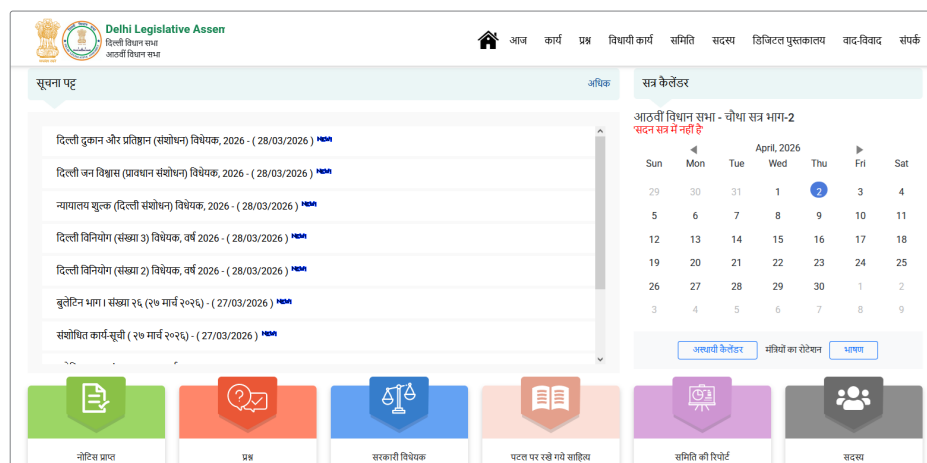 Delhi Legislative Assem
दिल्ली विधान सभा
आठवीं विधान सभा
आज कार्य प्रश्न विधायी कार्य समिति सदस्य डिजिटल पुस्तकालय वाद-विवाद संपर्क
सूचना पट्ट अधिक
दिल्ली दुकान और प्रतिष्ठान (संशोधन) विधेयक, 2026 - ( 28/03/2026 ) NEW!
दिल्ली जन विश्वास (प्रावधान संशोधन) विधेयक, 2026 - ( 28/03/2026 ) NEW!
न्यायालय शुल्क (दिल्ली संशोधन) विधेयक, 2026 - ( 28/03/2026 ) NEW!
दिल्ली विनियोग (संख्या 3) विधेयक, वर्ष 2026 - ( 28/03/2026 ) NEW!
दिल्ली विनियोग (संख्या 2) विधेयक, वर्ष 2026 - ( 28/03/2026 ) NEW!
बुलेटिन भाग I संख्या २६ (२७ मार्च २०२६) - ( 27/03/2026 ) NEW!
संशोधित कार्य-सूची ( २७ मार्च २०२६) - ( 27/03/2026 ) NEW!
सत्र कैलेंडर
आठवीं विधान सभा - चौथा सत्र भाग-2
'सदन सत्र में नहीं है'
April, 2026
Sun Mon Tue Wed Thu Fri Sat
29 30 31 1 2 3 4
5 6 7 8 9 10 11
12 13 14 15 16 17 18
19 20 21 22 23 24 25
26 27 28 29 30 1 2
3 4 5 6 7 8 9
अस्थायी कैलेंडर मंत्रियों का रोटेशन भाषण
नोटिस प्राप्त प्रश्न सरकारी विधेयक पटल पर रखे गये साहित्य समिति की रिपोर्ट सदस्य